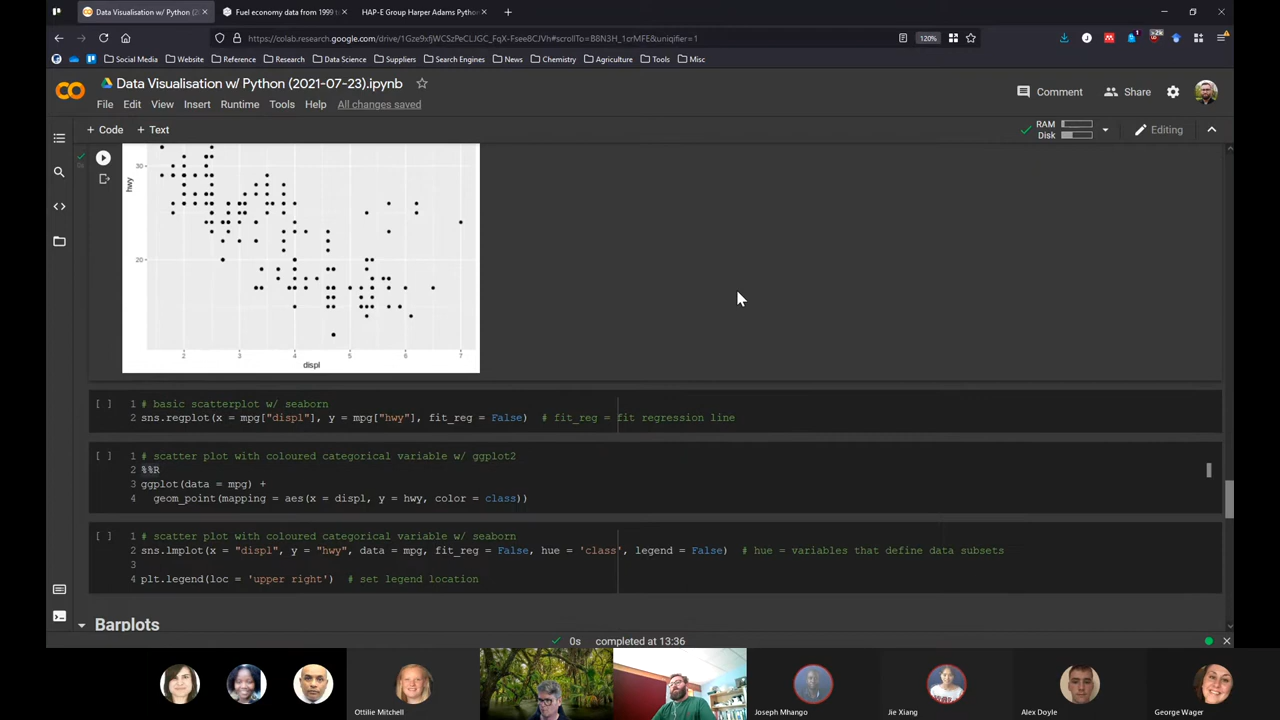 Data Visualisation w/ Python (2
Fuel economy data from 1999 t
HAP-E Group Harper Adams Python
https://colab.research.google.com/drive/1Gze9xfjWCSzPeCLJGC_FqX-Fsee8CJVh#scrollTo=B8N3H_1crMFE&uniqifier=1
120%
Social Media
Website
Reference
Research
Data Science
Suppliers
Search Engines
News
Chemistry
Agriculture
Tools
Misc
Data Visualisation w/ Python (2021-07-23).ipynb
Comment
Share
File Edit View Insert Runtime Tools Help All changes saved
+ Code + Text
RAM
Disk
Editing
30
hwy
20
2 3 4 5 6 7
displ
[ ] 1 # basic scatterplot w/ seaborn
2 sns.regplot(x = mpg["displ"], y = mpg["hwy"], fit_reg = False) # fit_reg = fit regression line
[ ] 1 # scatter plot with coloured categorical variable w/ ggplot2
2 %%R
3 ggplot(data = mpg) +
4 geom_point(mapping = aes(x = displ, y = hwy, color = class))
[ ] 1 # scatter plot with coloured categorical variable w/ seaborn
2 sns.lmplot(x = "displ", y = "hwy", data = mpg, fit_reg = False, hue = 'class', legend = False) # hue = variables that define data subsets
3
4 plt.legend(loc = 'upper right') # set legend location
Barplots
0s completed at 13:36
Ottilie Mitchell
Joseph Mhango
Jie Xiang
Alex Doyle
George Wager